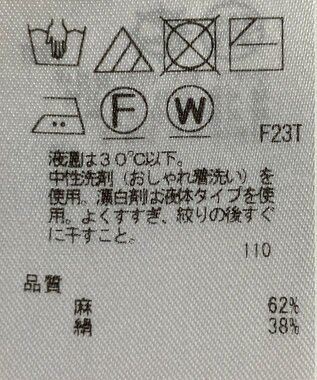 F W
F23T
液温は30℃以下。
中性洗剤（おしゃれ着洗い）を
使用。漂白剤は液体タイプを使
用。よくすすぎ、絞りの後すぐ
に干すこと。
110
品質
麻 62%
絹 38%